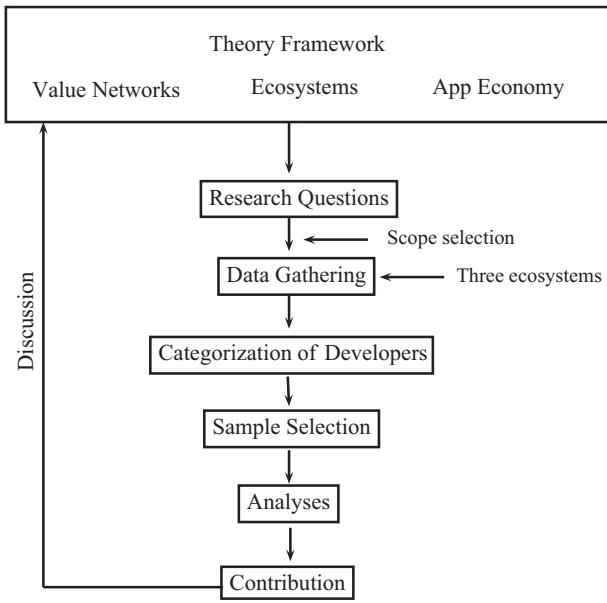 Theory Framework
Value Networks Ecosystems App Economy
Research Questions
Scope selection
Data Gathering
Three ecosystems
Discussion
Categorization of Developers
Sample Selection
Analyses
Contribution